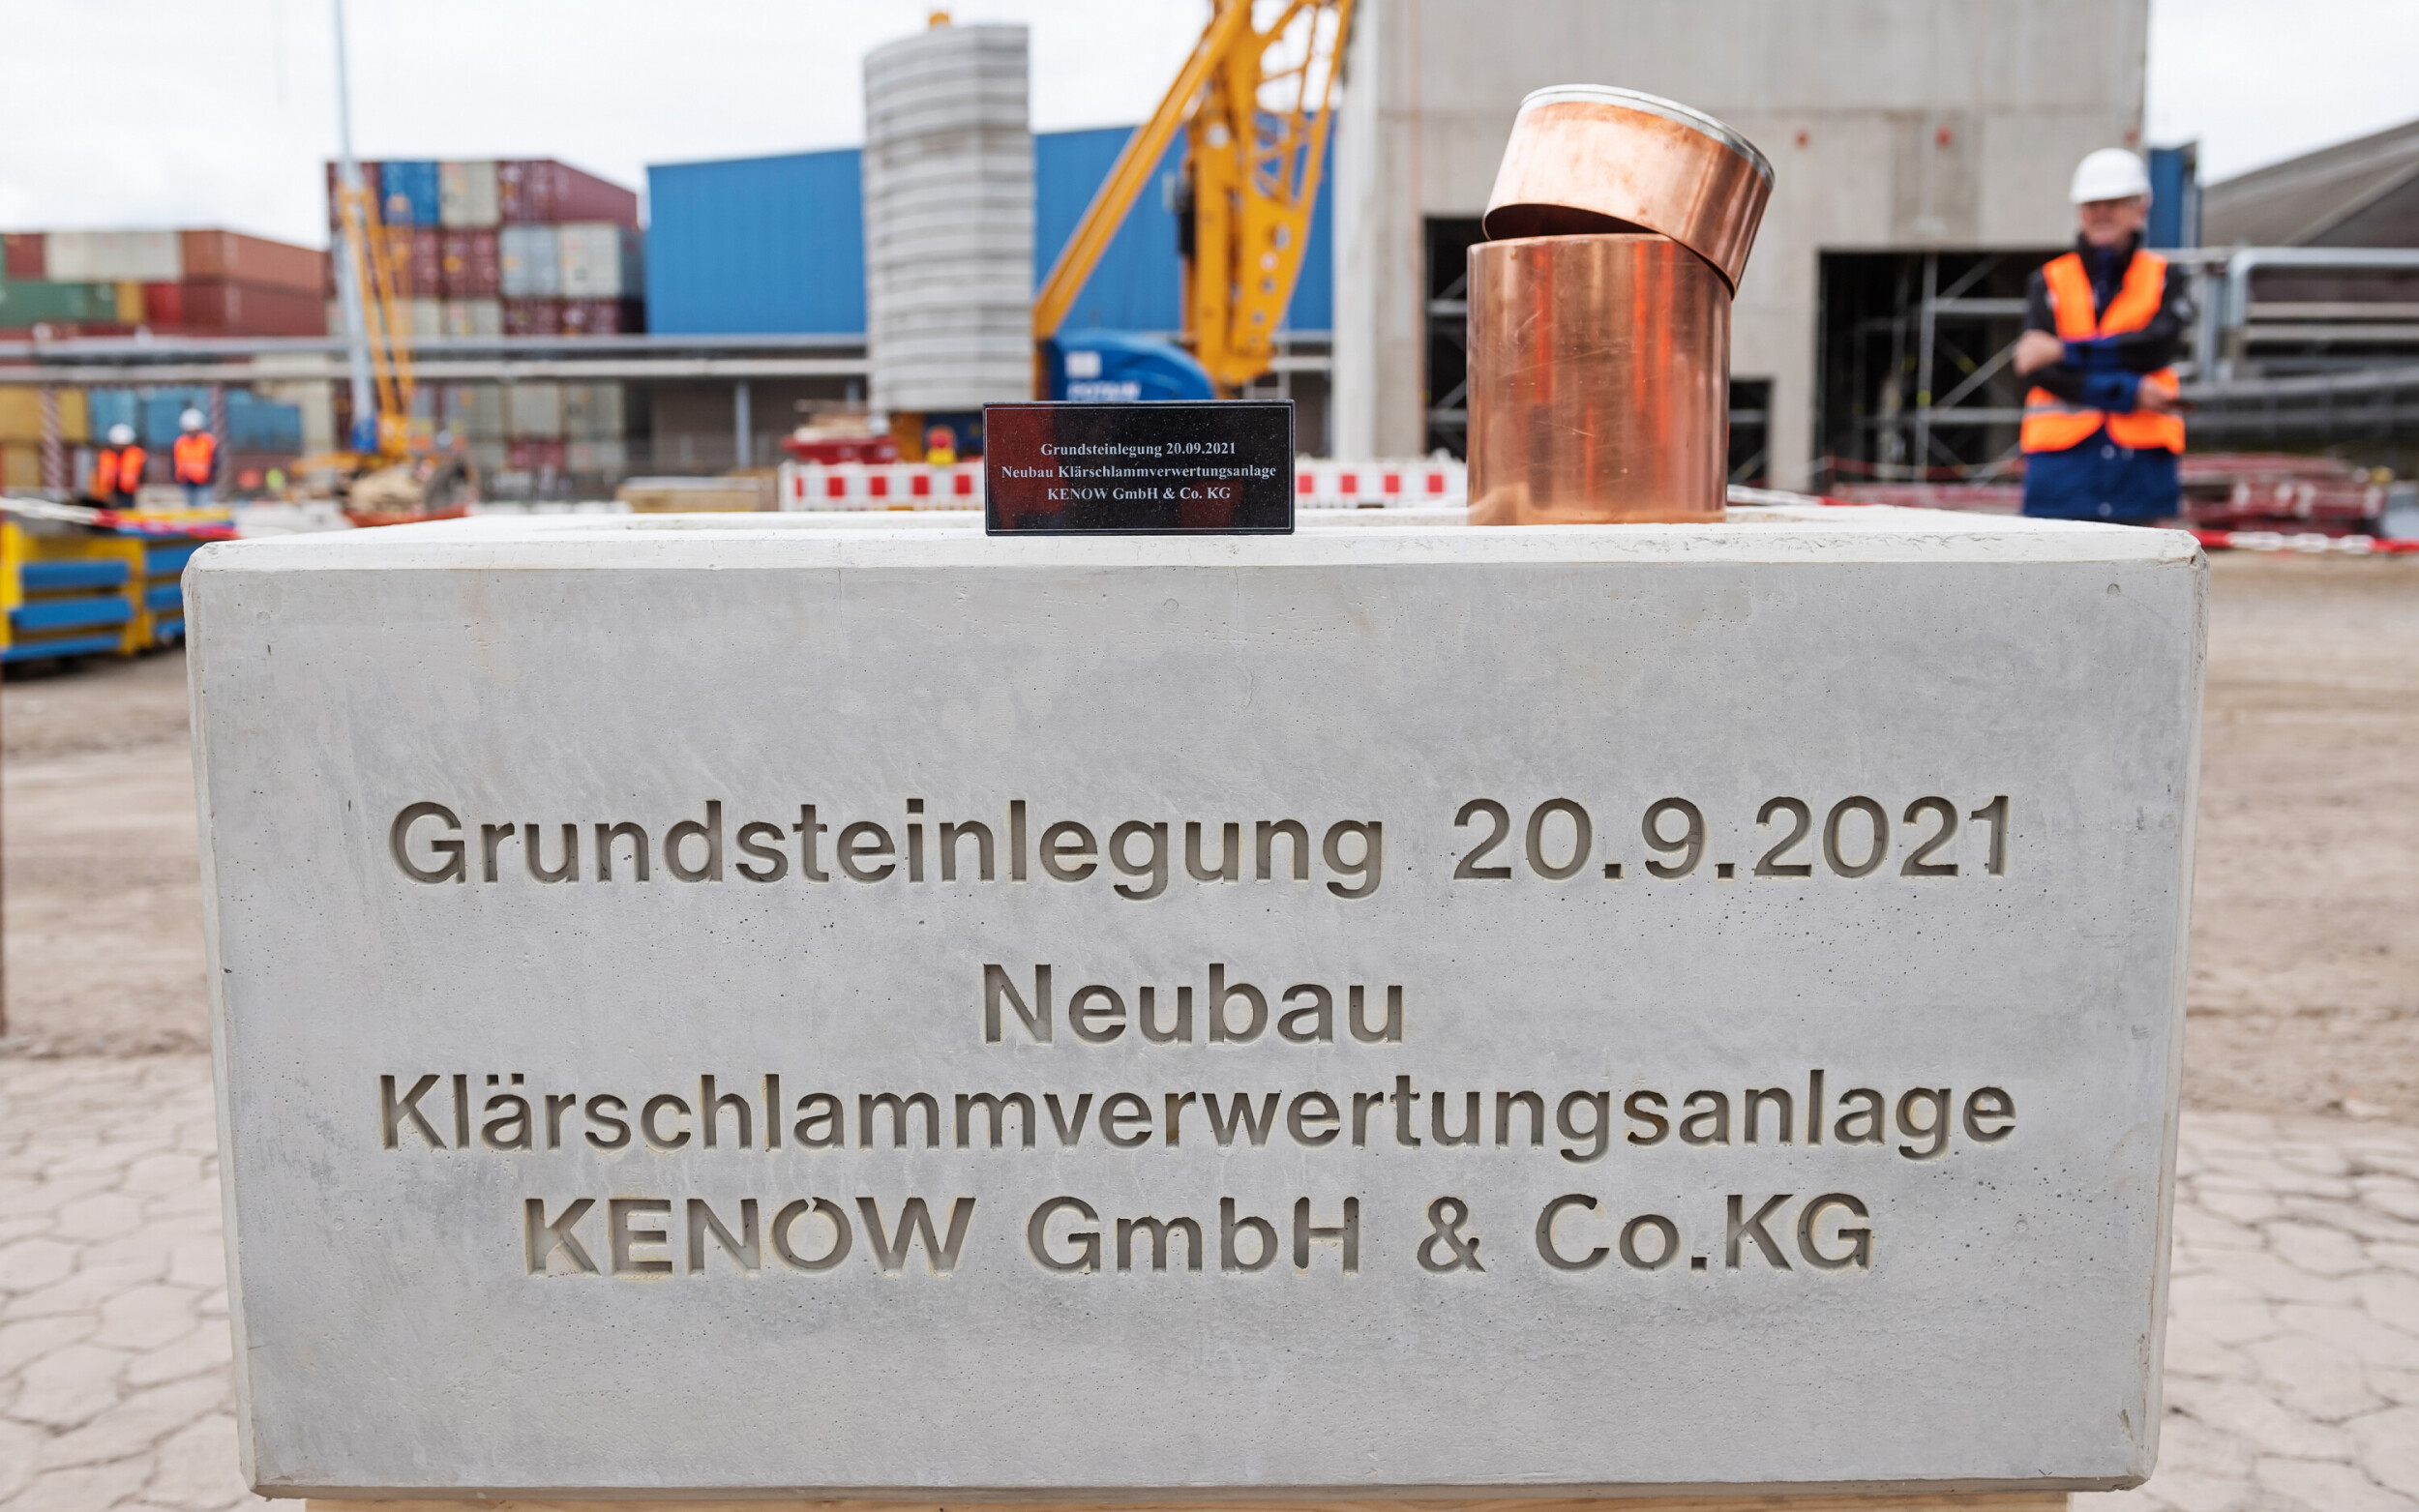 Grundsteinlegung 20.09.2021
Neubau Klärschlammverwertungsanlage
KENOW GmbH & Co. KG
Grundsteinlegung 20.9.2021
Neubau
Klärschlammverwertungsanlage
KENOW GmbH & Co.KG